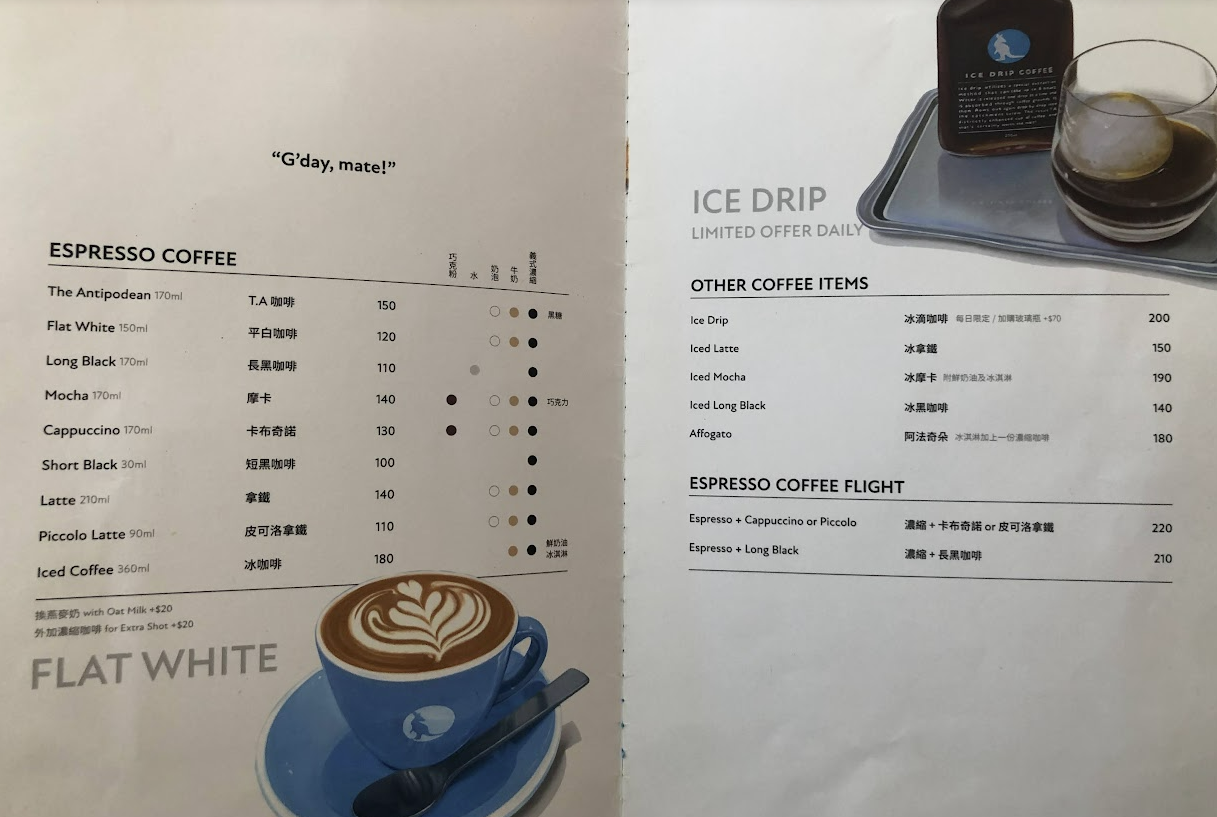 “G’day, mate!”
ESPRESSO COFFEE
巧克粉 水 奶泡 牛奶 義式濃縮
The Antipodean 170ml T.A 咖啡 150 黑糖
Flat White 150ml 平白咖啡 120
Long Black 170ml 長黑咖啡 110
Mocha 170ml 摩卡 140 巧克力
Cappuccino 170ml 卡布奇諾 130
Short Black 30ml 短黑咖啡 100
Latte 210ml 拿鐵 140
Piccolo Latte 90ml 皮可洛拿鐵 110
Iced Coffee 360ml 冰咖啡 180 鮮奶油
冰淇淋
換燕麥奶 with Oat Milk +$20
外加濃縮咖啡 for Extra Shot +$20
FLAT WHITE
ICE DRIP COFFEE
ICE DRIP
LIMITED OFFER DAILY
OTHER COFFEE ITEMS
Ice Drip 冰滴咖啡 每日限定 / 加購玻璃瓶 +$70 200
Iced Latte 冰拿鐵 150
Iced Mocha 冰摩卡 附鮮奶油及冰淇淋 190
Iced Long Black 冰黑咖啡 140
Affogato 阿法奇朵 冰淇淋加上一份濃縮咖啡 180
ESPRESSO COFFEE FLIGHT
Espresso + Cappuccino or Piccolo 濃縮 + 卡布奇諾 or 皮可洛拿鐵 220
Espresso + Long Black 濃縮 + 長黑咖啡 210